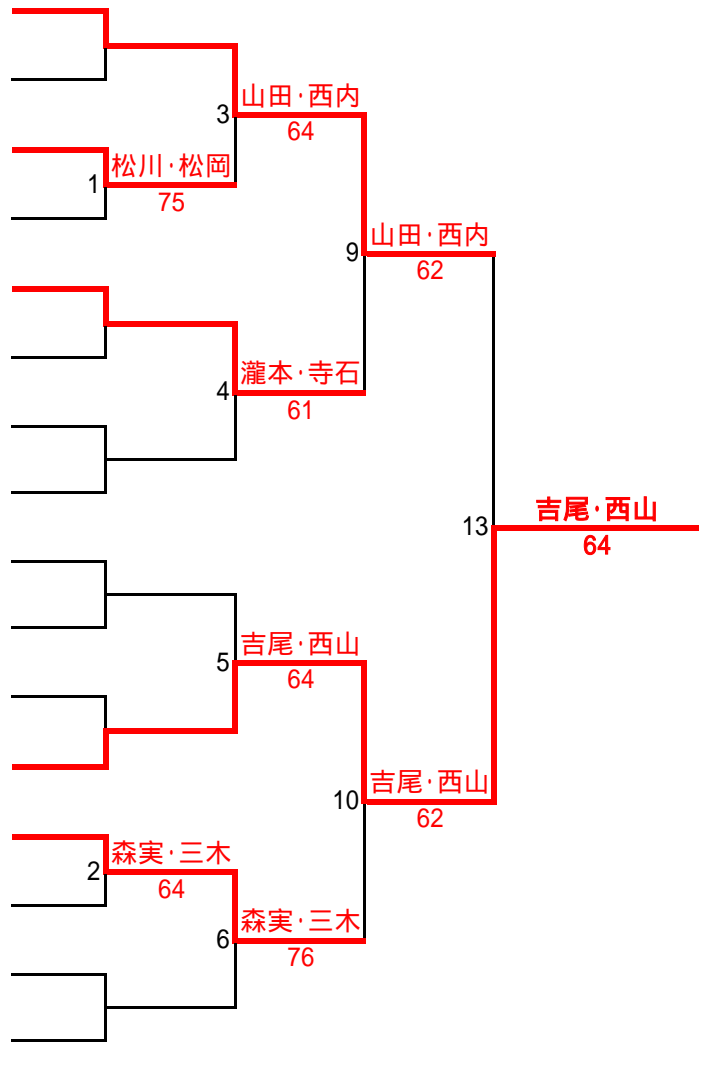 山田・西内
3
64
松川・松岡
1
75
山田・西内
9
62
瀧本・寺石
4
61
吉尾・西山
13
64
吉尾・西山
5
64
吉尾・西山
10
62
森実・三木
2
64
森実・三木
6
76